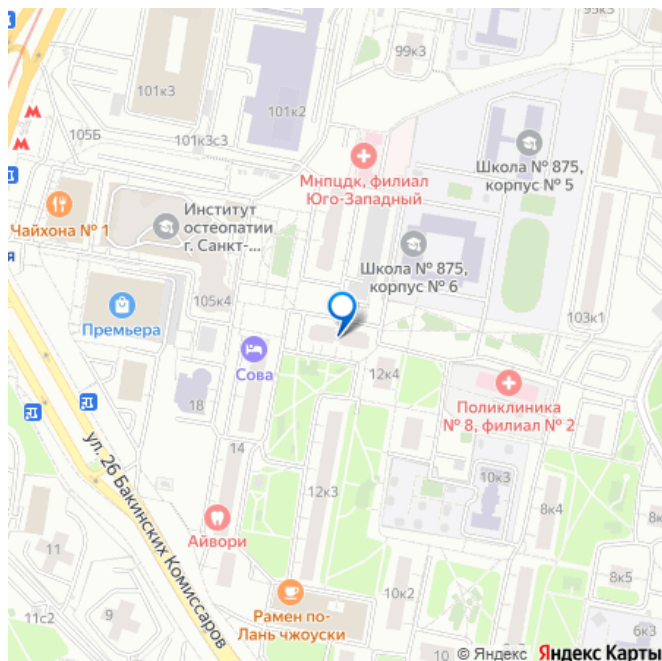 95к3
99к3
101к3
101к2
М
105Б
101к3с3
М
Школа № 875,
корпус № 5
Мнпцдк, филиал
Юго-Западный
Институт
остеопатии
г. Санкт-...
Чайхона № 1
я
Школа № 875,
корпус № 6
105к4
103к1
Премьера
Сова
12к4
Поликлиника
№ 8, филиал № 2
18
ул. 26 Бакинских Комиссаров
14
12к3
10к3
8к4
Айвори
11
8к5
10к2
Рамен по-
Лань чжоуски
11с2
9
6к3
10
© Яндекс Яндекс Карты